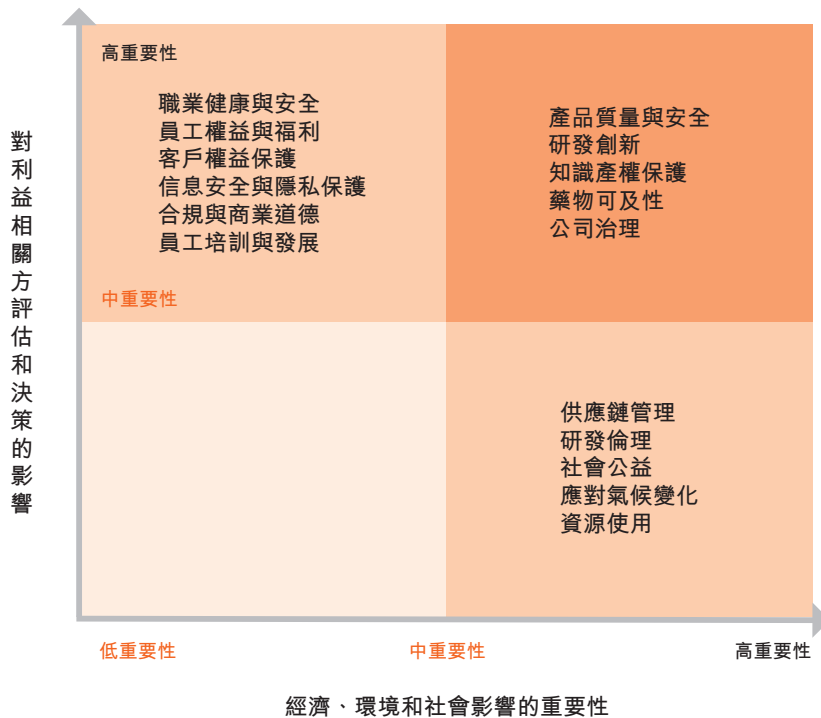 高重要性
職業健康與安全
員工權益與福利
客戶權益保護
信息安全與隱私保護
合規與商業道德
員工培訓與發展
中重要性
產品質量與安全
研發創新
知識產權保護
藥物可及性
公司治理
供應鏈管理
研發倫理
社會公益
應對氣候變化
資源使用
對利益相關方評估和決策的影響
低重要性
中重要性
高重要性
經濟、環境和社會影響的重要性